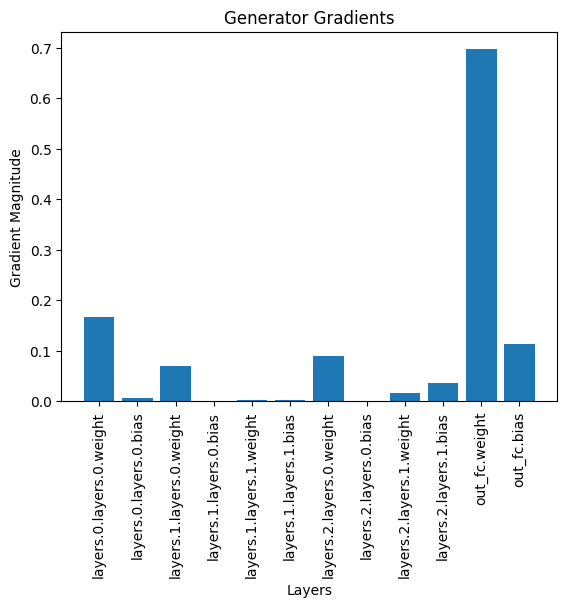 Generator Gradients
Gradient Magnitude
0.7
0.6
0.5
0.4
0.3
0.2
0.1
0.0
layers.0.layers.0.weight
layers.0.layers.0.bias
layers.1.layers.0.weight
layers.1.layers.0.bias
layers.1.layers.1.weight
layers.1.layers.1.bias
layers.2.layers.0.weight
layers.2.layers.0.bias
layers.2.layers.1.weight
layers.2.layers.1.bias
out_fc.weight
out_fc.bias
Layers